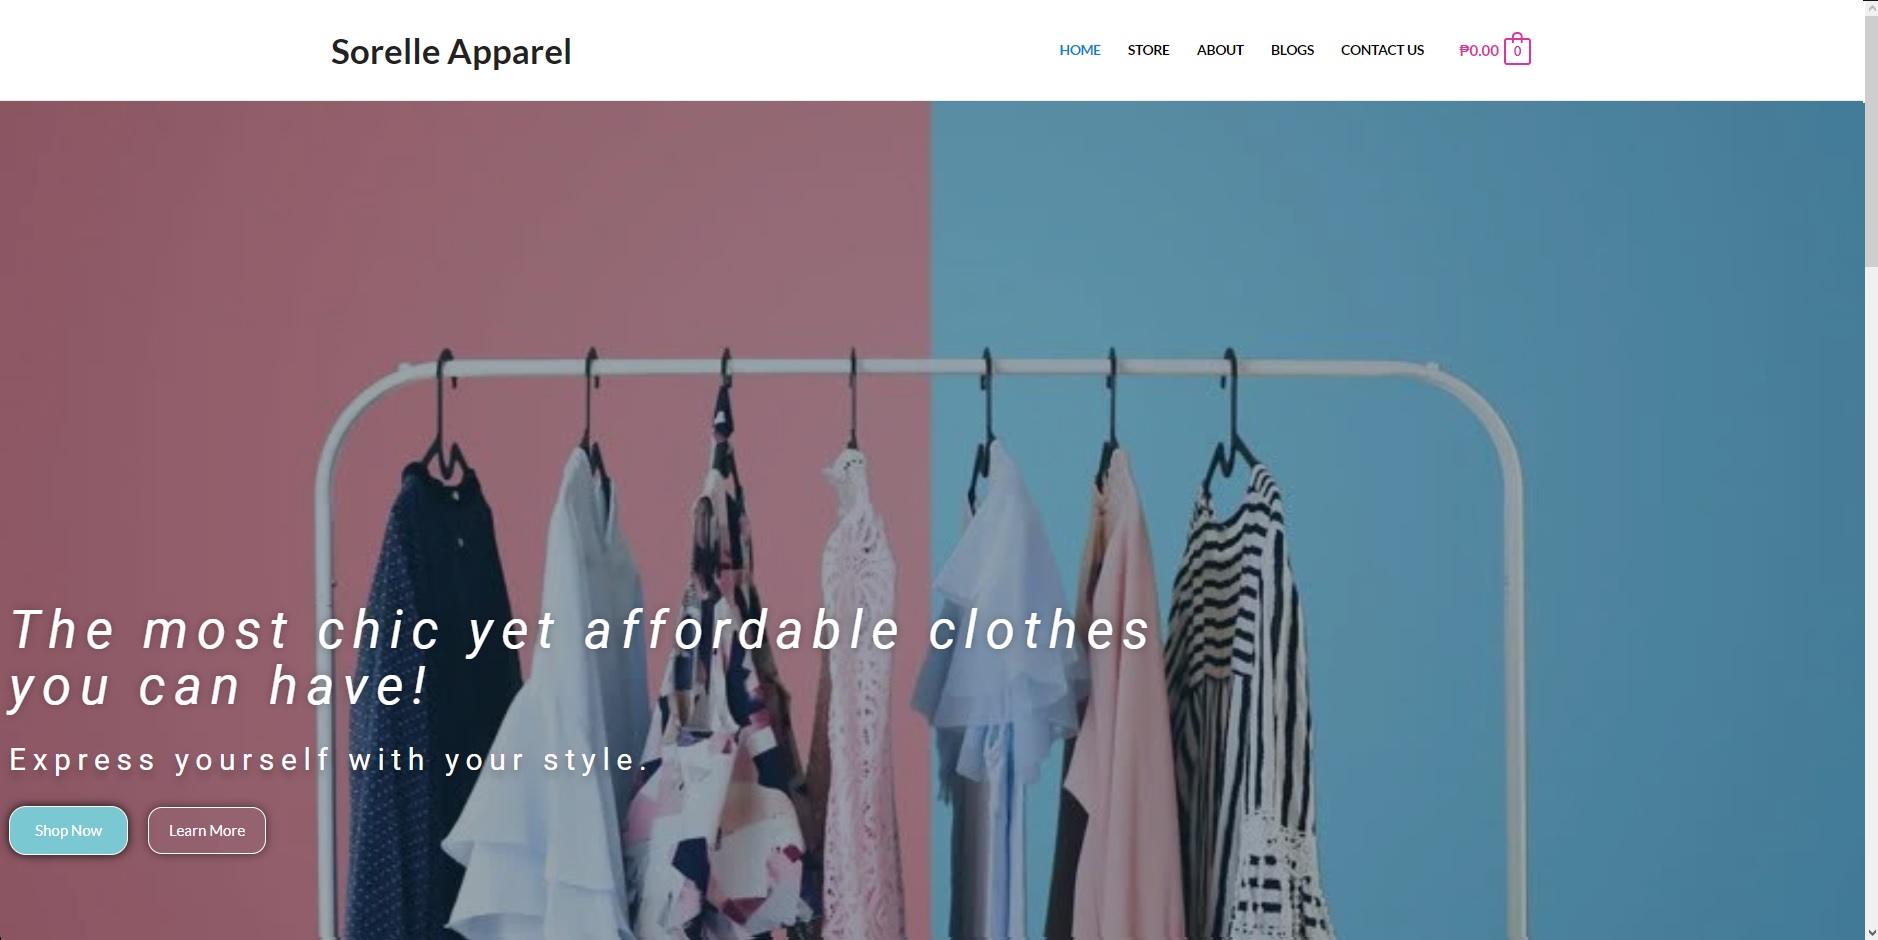 Sorelle Apparel
HOME STORE ABOUT BLOGS CONTACT US ₱0.00 0
The most chic yet affordable clothes
you can have!
Express yourself with your style.
Shop Now Learn More